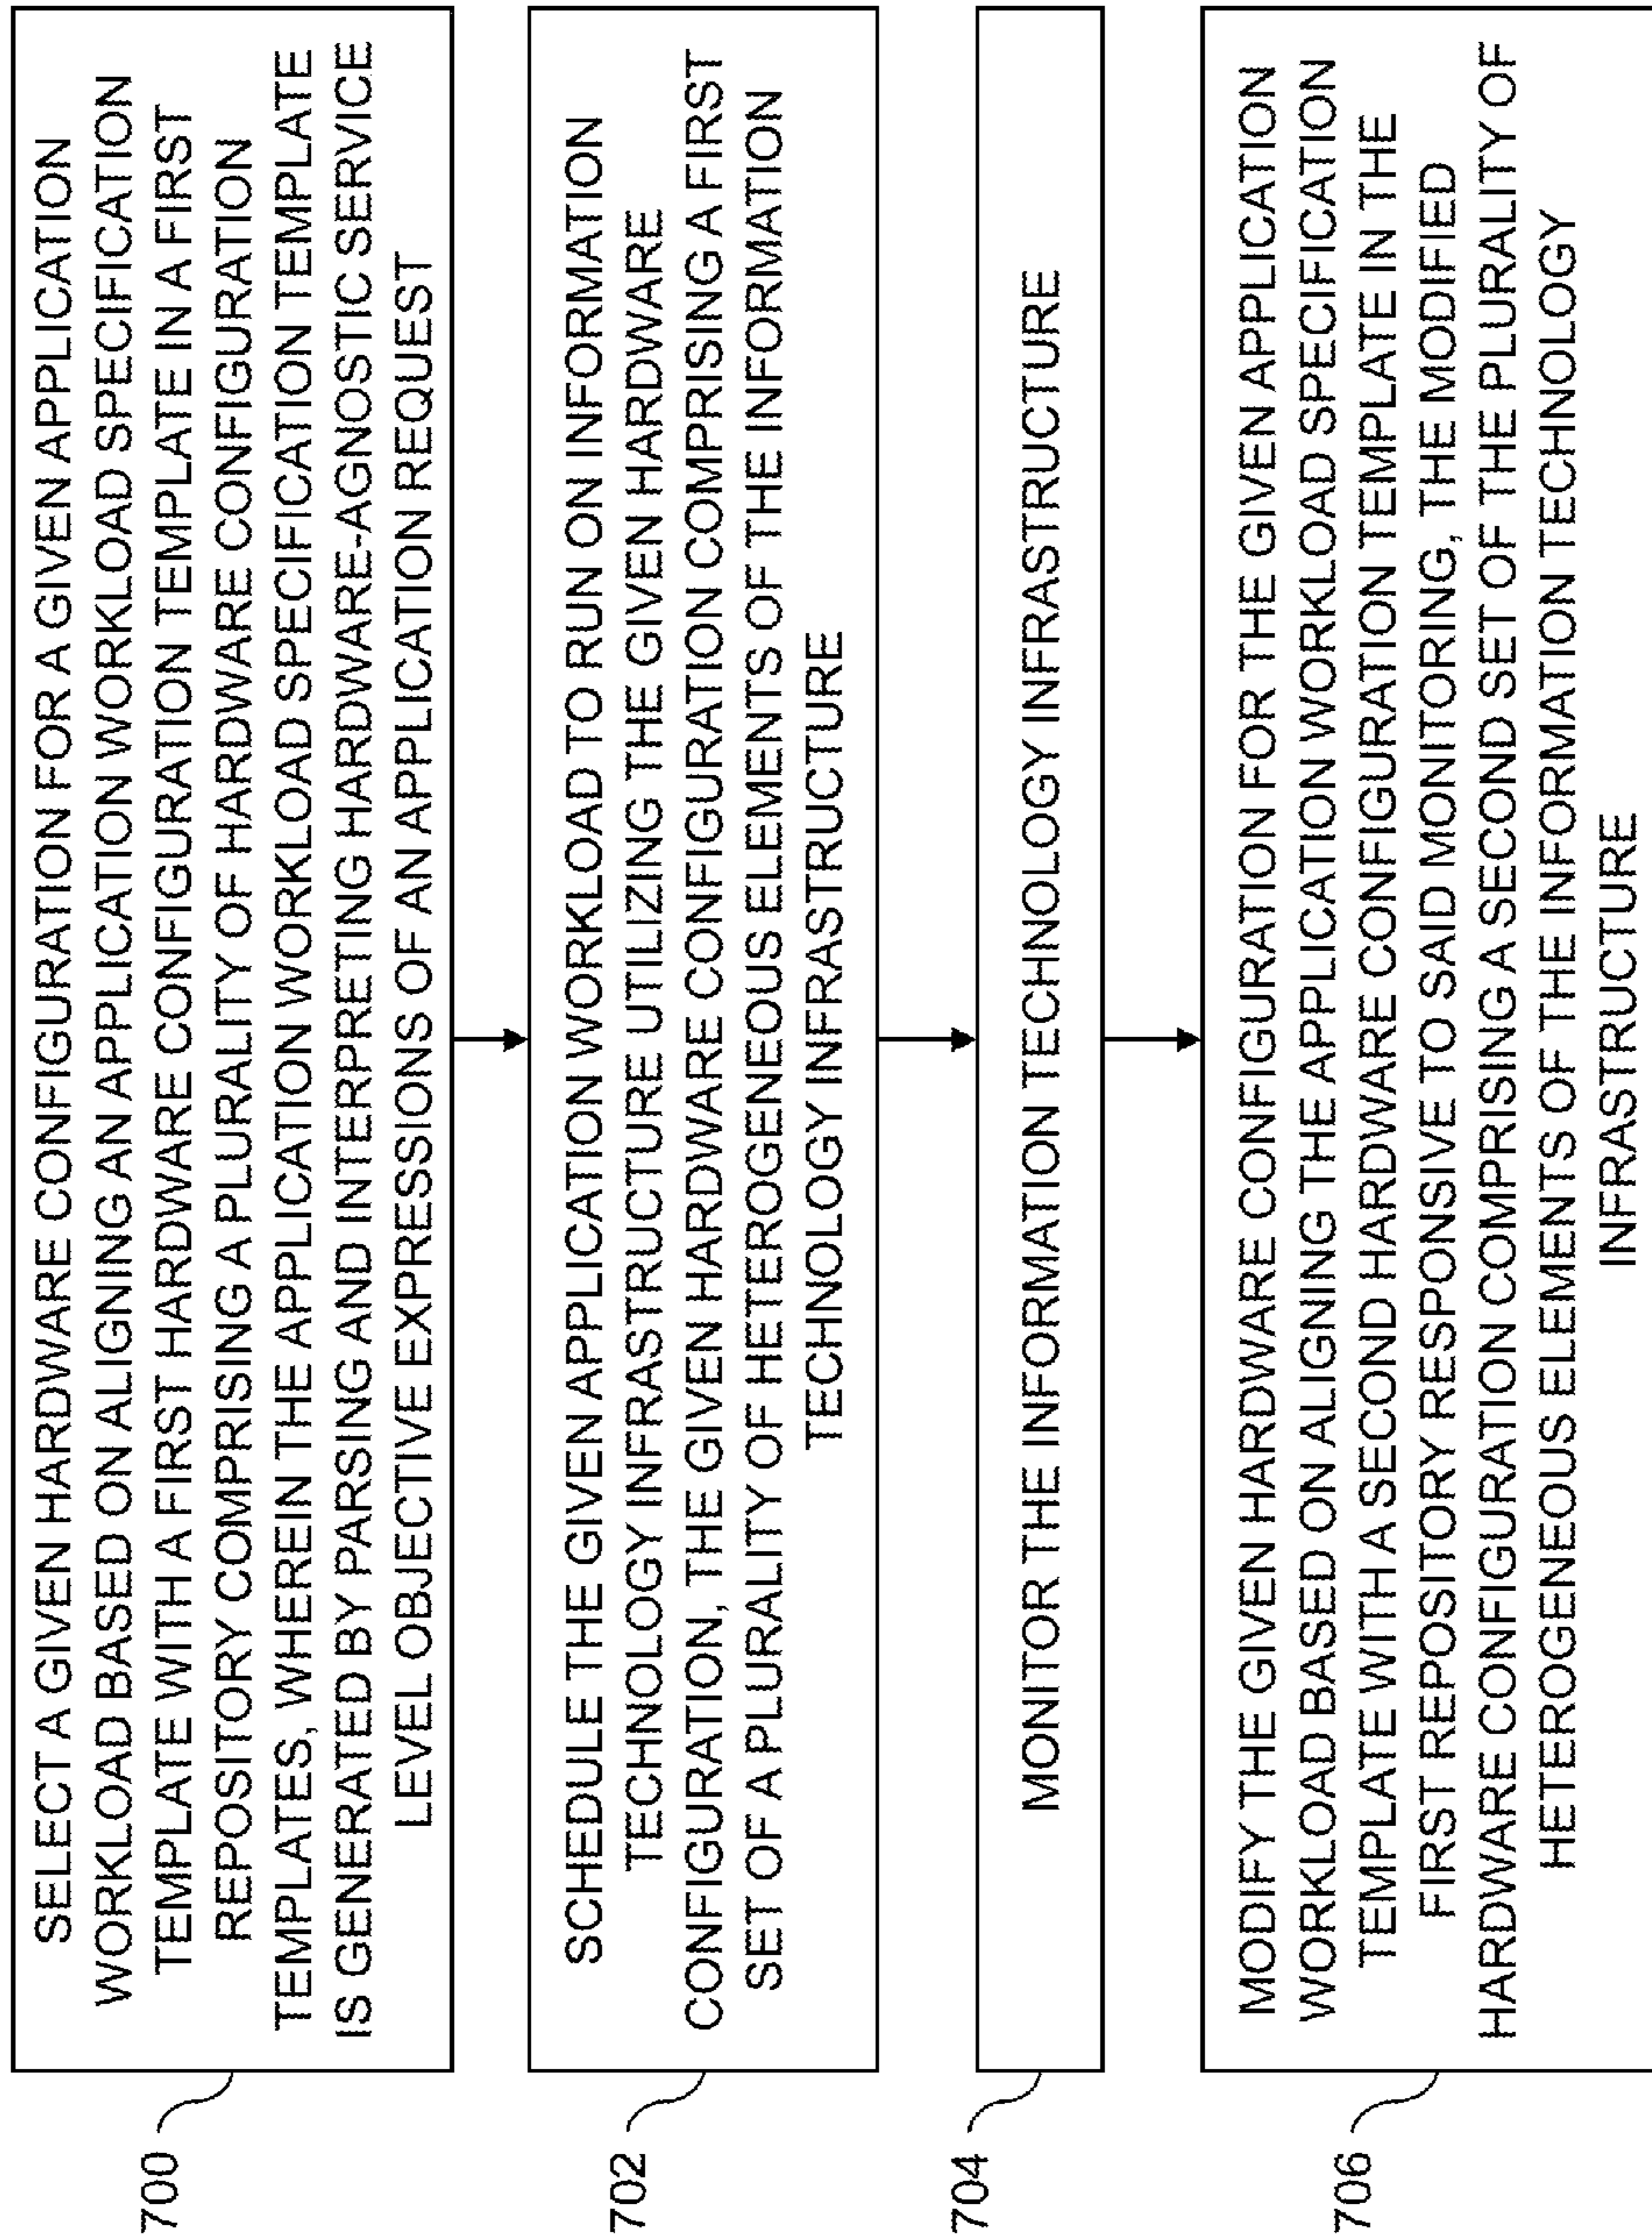 700
SELECT A GIVEN HARDWARE CONFIGURATION FOR A GIVEN APPLICATION
WORKLOAD BASED ON ALIGNING AN APPLICATION WORKLOAD SPECIFICATION
TEMPLATE WITH A FIRST HARDWARE CONFIGURATION TEMPLATE IN A FIRST
REPOSITORY COMPRISING A PLURALITY OF HARDWARE CONFIGURATION
TEMPLATES, WHEREIN THE APPLICATION WORKLOAD SPECIFICATION TEMPLATE
IS GENERATED BY PARSING AND INTERPRETING HARDWARE-AGNOSTIC SERVICE
LEVEL OBJECTIVE EXPRESSIONS OF AN APPLICATION REQUEST
702
SCHEDULE THE GIVEN APPLICATION WORKLOAD TO RUN ON INFORMATION
TECHNOLOGY INFRASTRUCTURE UTILIZING THE GIVEN HARDWARE
CONFIGURATION, THE GIVEN HARDWARE CONFIGURATION COMPRISING A FIRST
SET OF A PLURALITY OF HETEROGENEOUS ELEMENTS OF THE INFORMATION
TECHNOLOGY INFRASTRUCTURE
704
MONITOR THE INFORMATION TECHNOLOGY INFRASTRUCTURE
706
MODIFY THE GIVEN HARDWARE CONFIGURATION FOR THE GIVEN APPLICATION
WORKLOAD BASED ON ALIGNING THE APPLICATION WORKLOAD SPECIFICATION
TEMPLATE WITH A SECOND HARDWARE CONFIGURATION TEMPLATE IN THE
FIRST REPOSITORY RESPONSIVE TO SAID MONITORING, THE MODIFIED
HARDWARE CONFIGURATION COMPRISING A SECOND SET OF THE PLURALITY OF
HETEROGENEOUS ELEMENTS OF THE INFORMATION TECHNOLOGY
INFRASTRUCTURE